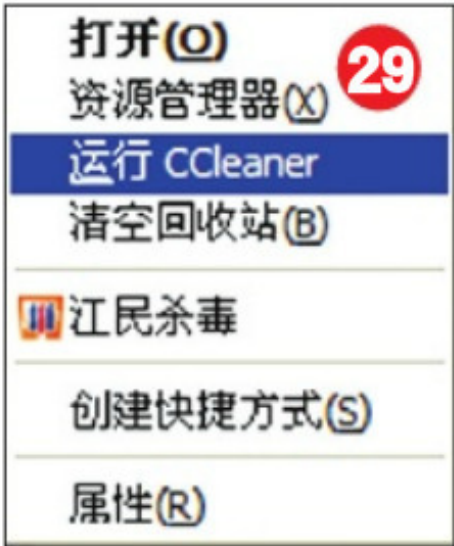 打开(O)
29
资源管理器(X)
运行 CCleaner
清空回收站(B)
江民杀毒
创建快捷方式(S)
属性(R)